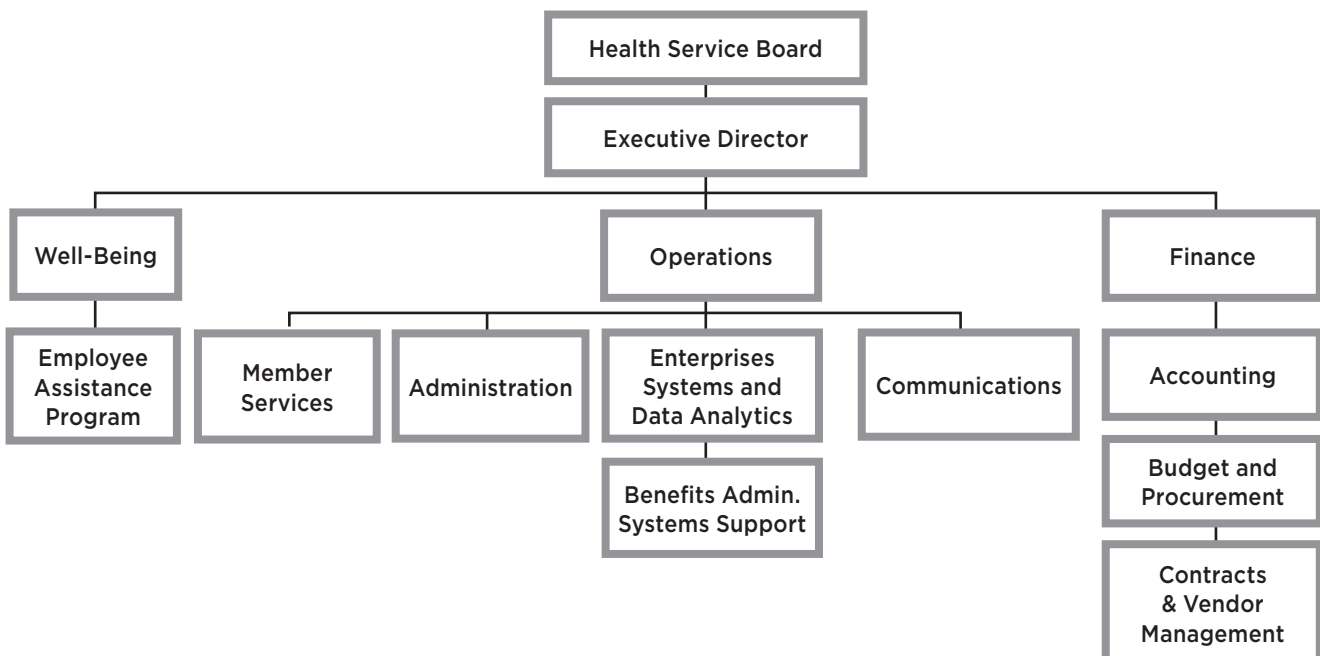 Health Service Board
Executive Director
Well-Being
Operations
Finance
Employee
Assistance
Program
Member
Services
Administration
Enterprises
Systems and
Data Analytics
Communications
Accounting
Benefits Admin.
Systems Support
Budget and
Procurement
Contracts
& Vendor
Management